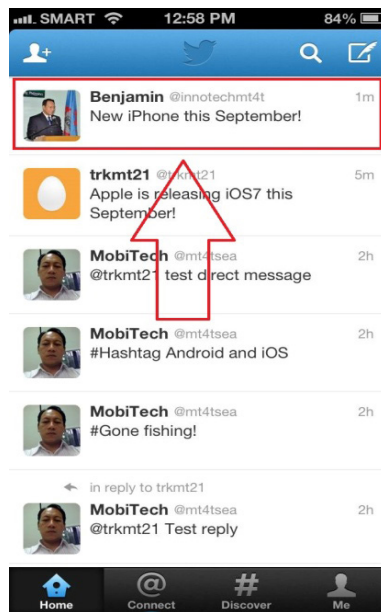 SMART 12:58 PM 84%
Benjamin @innotechmt4t 1m
New iPhone this September!
trkmt21 @trkmt21 5m
Apple is releasing iOS7 this
September!
MobiTech @mt4tsea 2h
@trkmt21 test direct message
MobiTech @mt4tsea 2h
#Hashtag Android and iOS
MobiTech @mt4tsea 2h
#Gone fishing!
in reply to trkmt21
MobiTech @mt4tsea 2h
@trkmt21 Test reply
Home Connect Discover Me